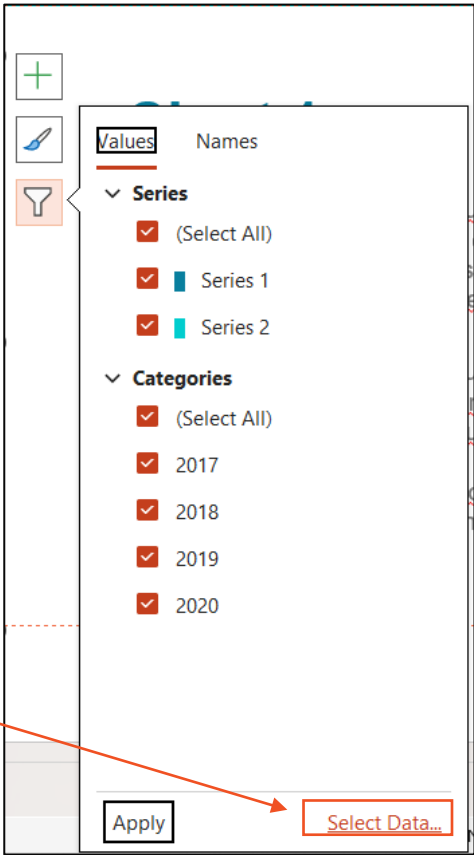 Values Names
Series
(Select All)
Series 1
Series 2
Categories
(Select All)
2017
2018
2019
2020
Apply Select Data...